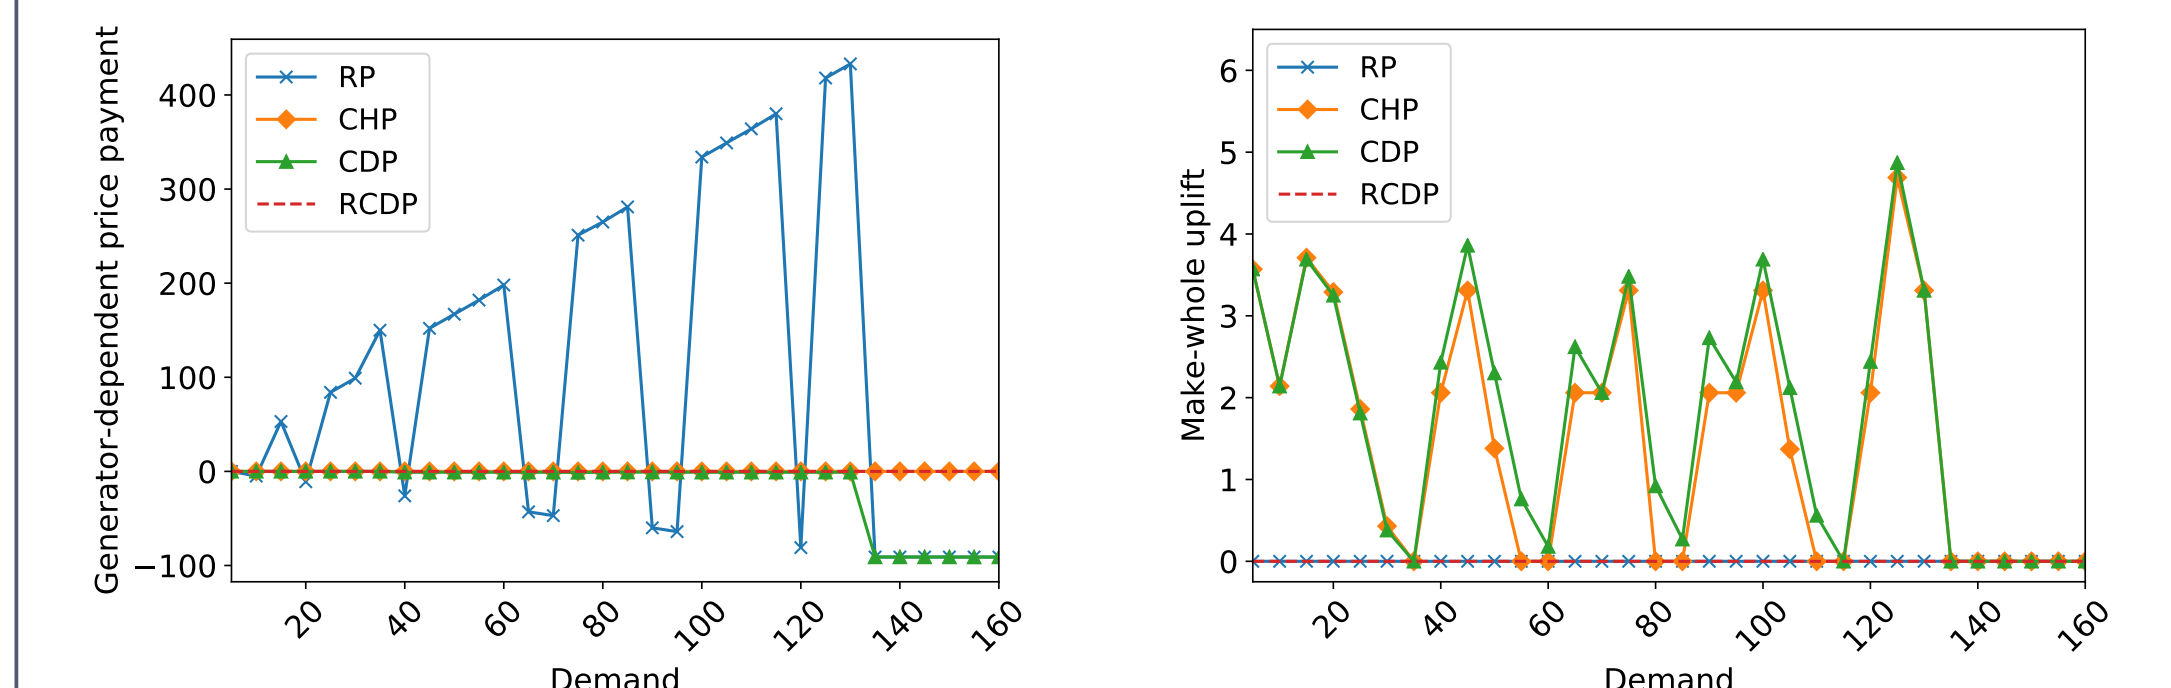 Generator-dependent price payment
400
300
200
100
0
−100
RP
CHP
CDP
RCDP
20 40 60 80 100 120 140 160
Demand
Make-whole uplift
6
5
4
3
2
1
0
RP
CHP
CDP
RCDP
20 40 60 80 100 120 140 160
Demand